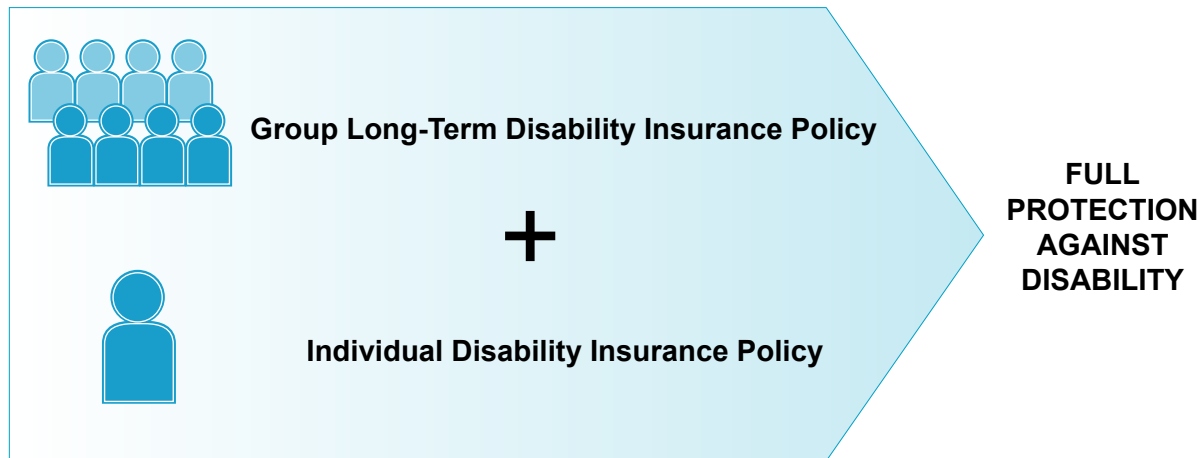 Group Long-Term Disability Insurance Policy
+
Individual Disability Insurance Policy
FULL
PROTECTION
AGAINST
DISABILITY